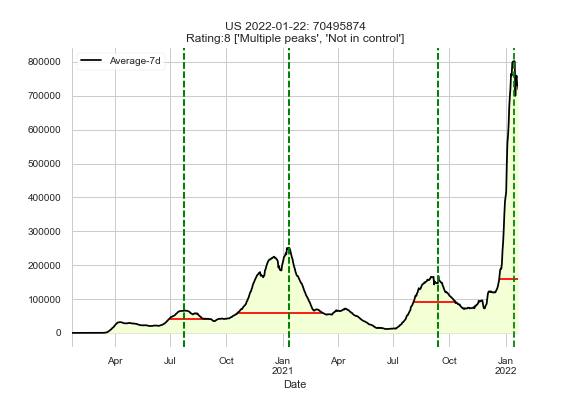 US 2022-01-22: 70495874
Rating:8 ['Multiple peaks', 'Not in control']
Average-7d
800000
700000
600000
500000
400000
300000
200000
100000
0
Apr Jul Oct Jan Apr Jul Oct Jan
2021 2022
Date